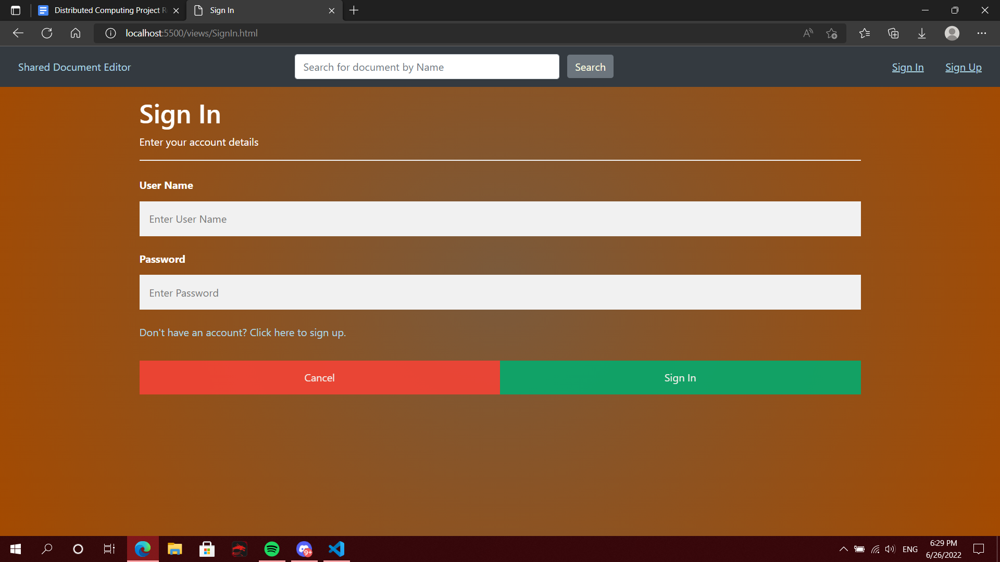 Distributed Computing Project R
Sign In
localhost:5500/views/SignIn.html
Shared Document Editor
Search for document by Name
Search
Sign In
Sign Up
Sign In
Enter your account details
User Name
Enter User Name
Password
Enter Password
Don't have an account? Click here to sign up.
Cancel
Sign In
9+
ENG
6:29 PM
6/26/2022